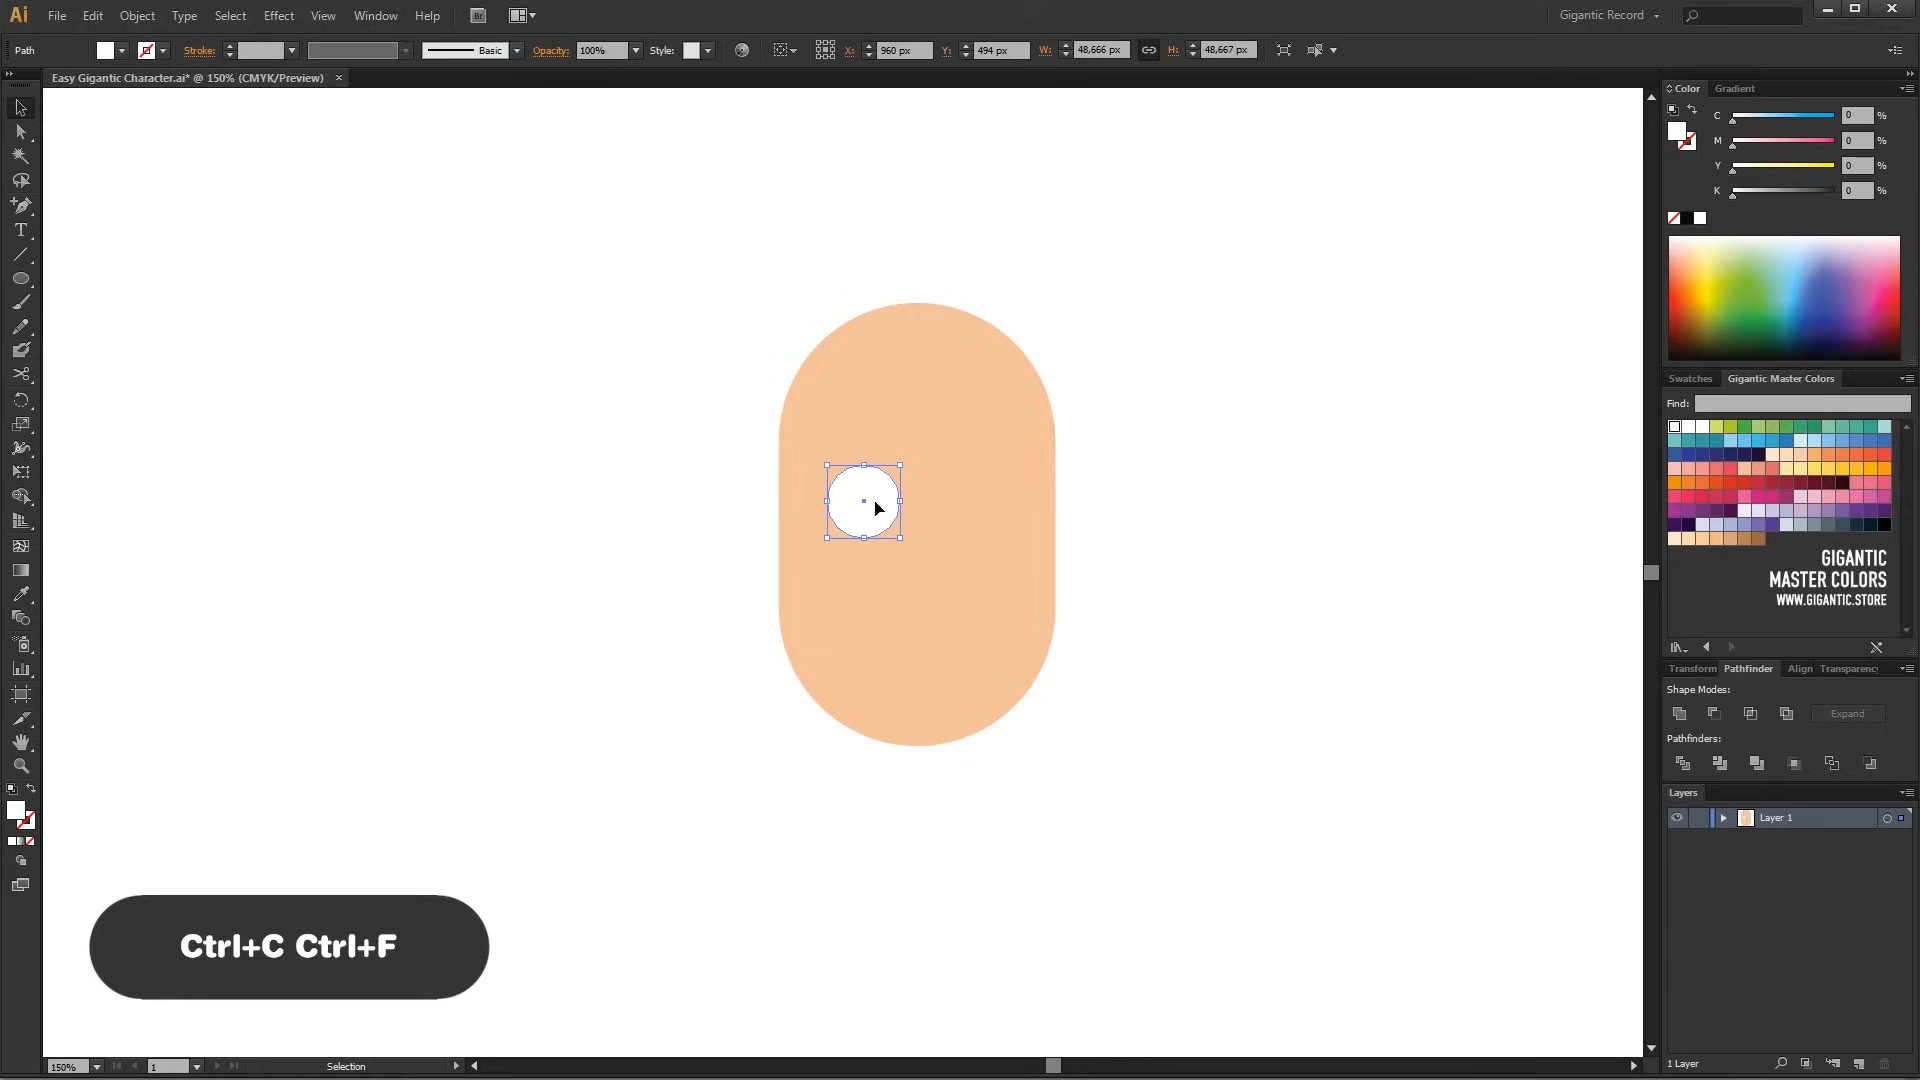 Ai File Edit Object Type Select Effect View Window Help Br Gigantic Record
Path Stroke: Basic Opacity: 100% Style: X: 960 px Y: 494 px W: 48,666 px H: 48,667 px
Easy Gigantic Character.ai* @ 150% (CMYK/Preview) ×
Color Gradient
C 0 %
M 0 %
Y 0 %
K 0 %
Swatches Gigantic Master Colors
Find:
GIGANTIC
MASTER COLORS
WWW.GIGANTIC.STORE
Transform Pathfinder Align Transparency
Shape Modes:
Expand
Pathfinders:
Layers
Layer 1
Ctrl+C Ctrl+F
150% 1 Selection
1 Layer